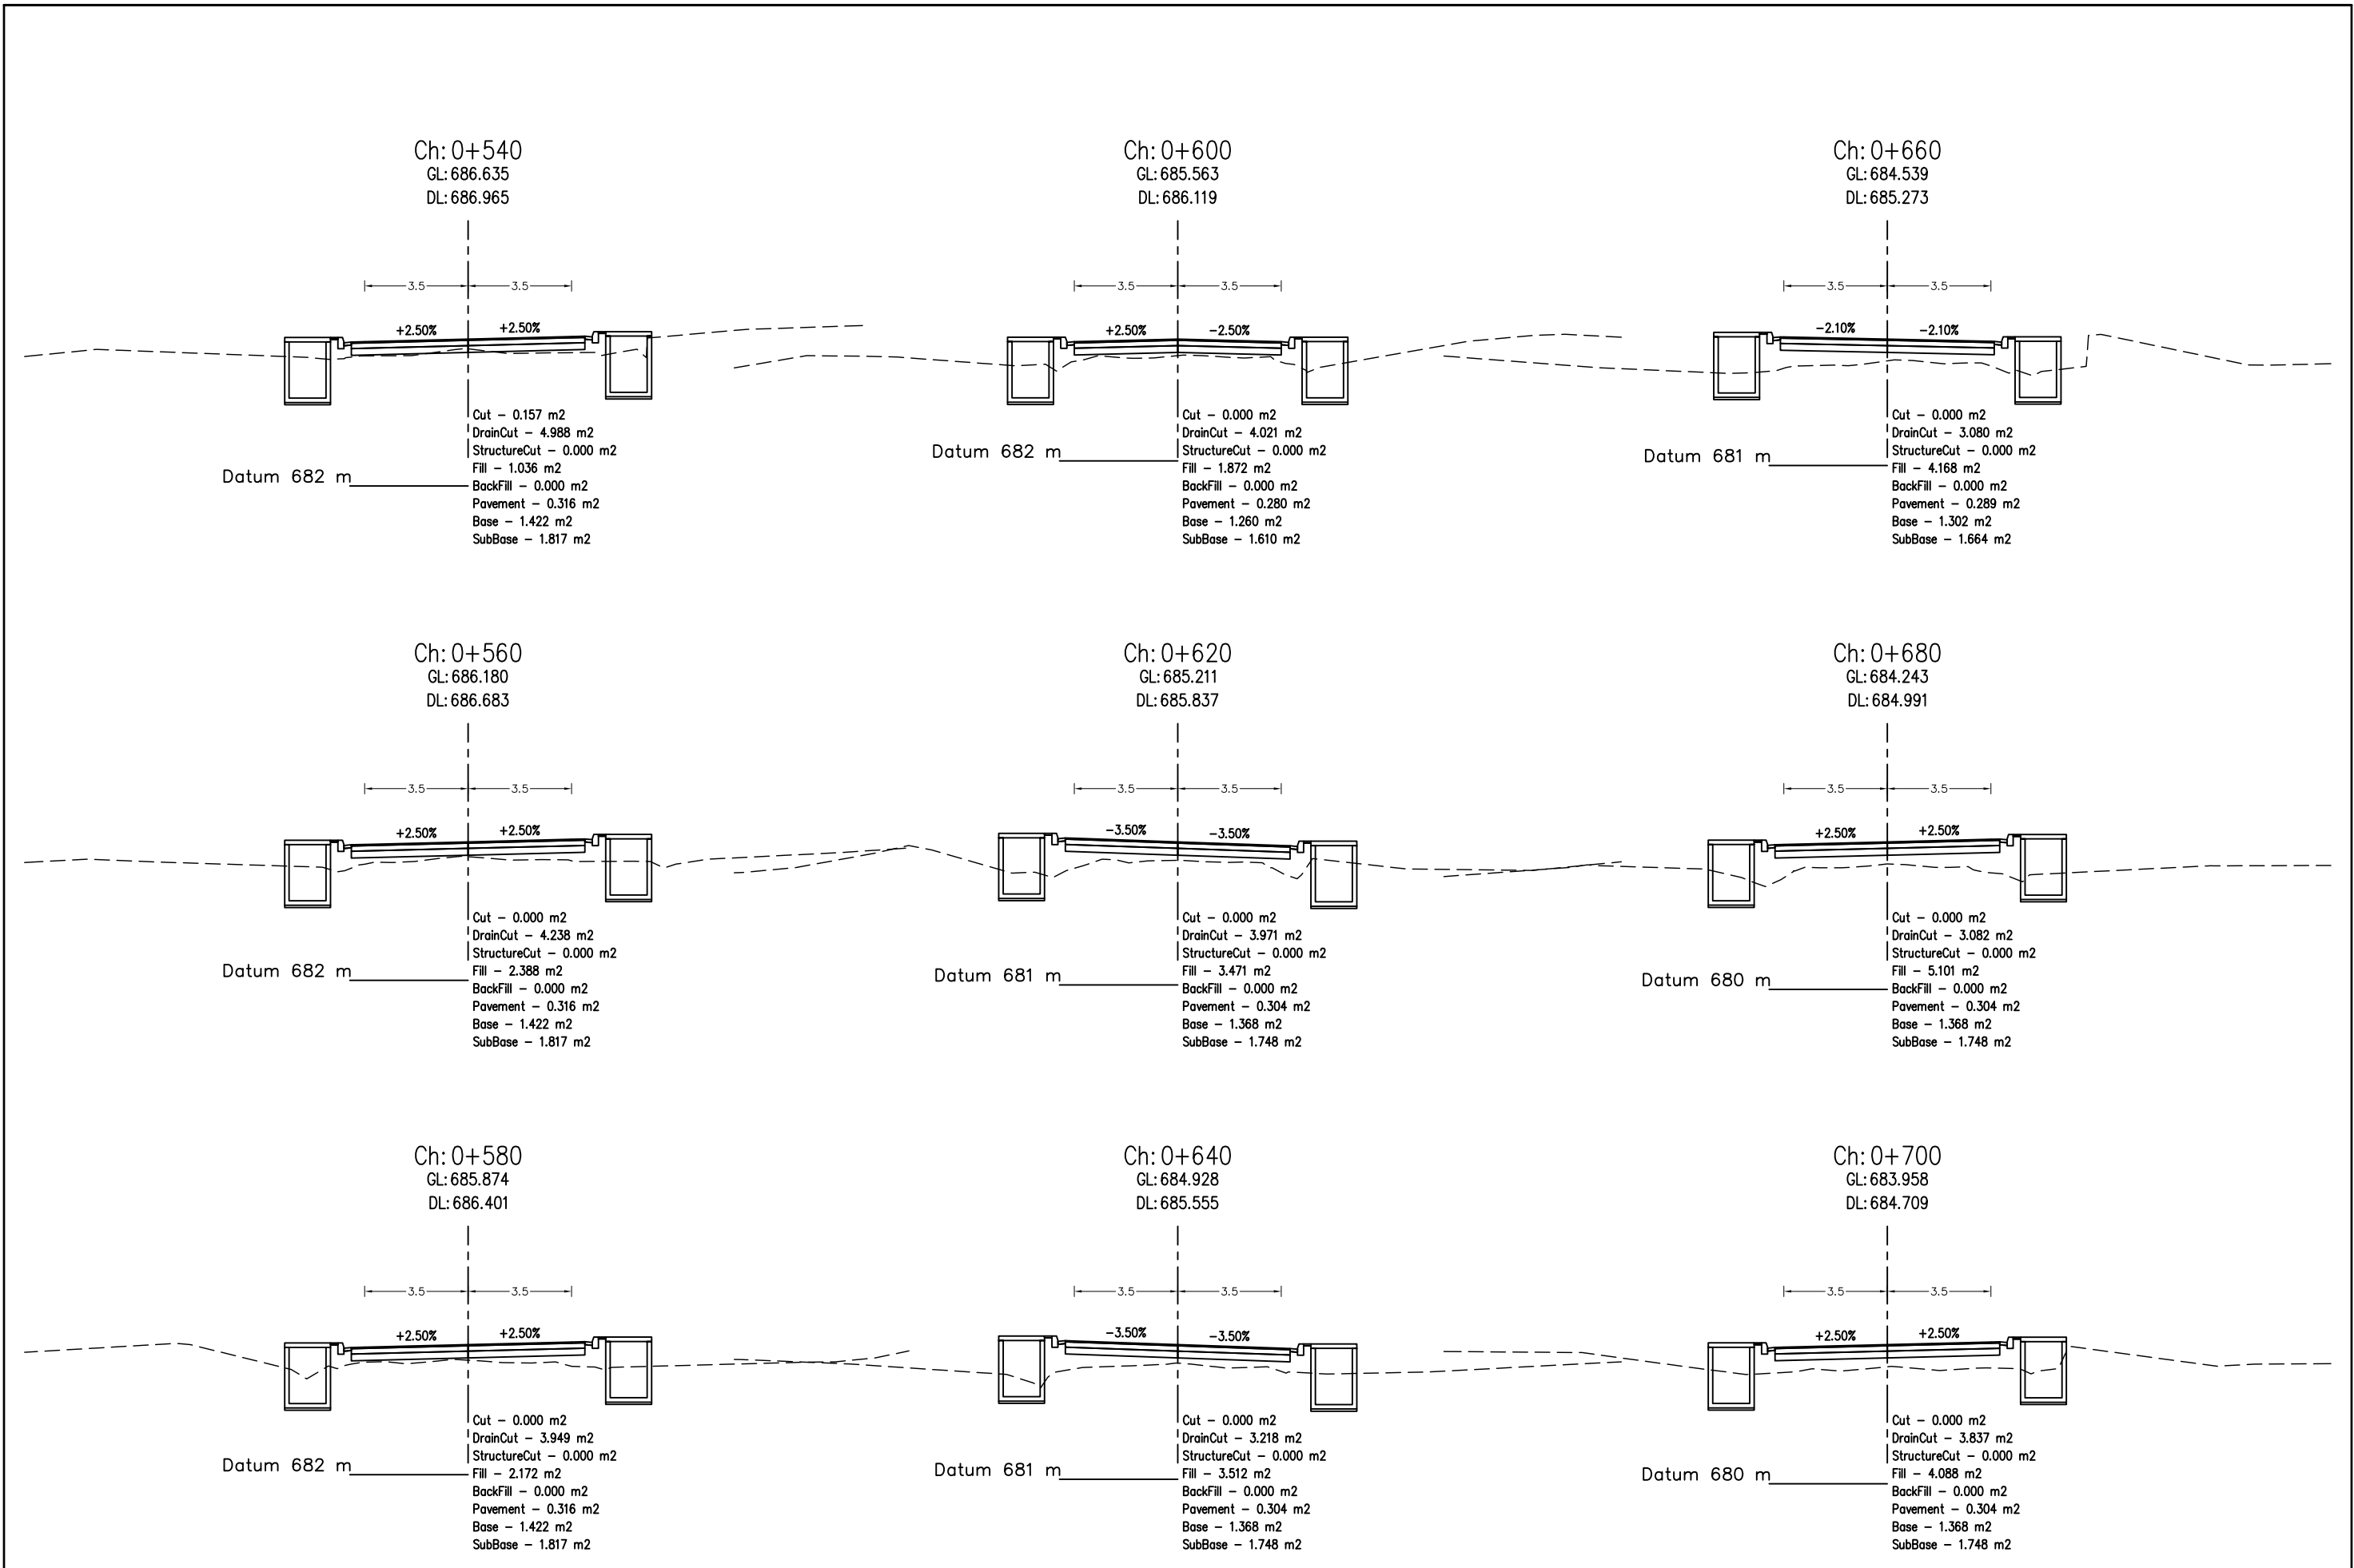 Ch: 0+540
GL: 686.635
DL: 686.965
3.5 3.5
+2.50% +2.50%
Cut - 0.157 m2
DrainCut - 4.988 m2
StructureCut - 0.000 m2
Fill - 1.036 m2
BackFill - 0.000 m2
Pavement - 0.316 m2
Base - 1.422 m2
SubBase - 1.817 m2
Datum 682 m
Ch: 0+560
GL: 686.180
DL: 686.683
3.5 3.5
+2.50% +2.50%
Cut - 0.000 m2
DrainCut - 4.238 m2
StructureCut - 0.000 m2
Fill - 2.388 m2
BackFill - 0.000 m2
Pavement - 0.316 m2
Base - 1.422 m2
SubBase - 1.817 m2
Datum 682 m
Ch: 0+580
GL: 685.874
DL: 686.401
3.5 3.5
+2.50% +2.50%
Cut - 0.000 m2
DrainCut - 3.949 m2
StructureCut - 0.000 m2
Fill - 2.172 m2
BackFill - 0.000 m2
Pavement - 0.316 m2
Base - 1.422 m2
SubBase - 1.817 m2
Datum 682 m
Ch: 0+600
GL: 685.563
DL: 686.119
3.5 3.5
+2.50% -2.50%
Cut - 0.000 m2
DrainCut - 4.021 m2
StructureCut - 0.000 m2
Fill - 1.872 m2
BackFill - 0.000 m2
Pavement - 0.280 m2
Base - 1.260 m2
SubBase - 1.610 m2
Datum 682 m
Ch: 0+620
GL: 685.211
DL: 685.837
3.5 3.5
-3.50% -3.50%
Cut - 0.000 m2
DrainCut - 3.971 m2
StructureCut - 0.000 m2
Fill - 3.471 m2
BackFill - 0.000 m2
Pavement - 0.304 m2
Base - 1.368 m2
SubBase - 1.748 m2
Datum 681 m
Ch: 0+640
GL: 684.928
DL: 685.555
3.5 3.5
-3.50% -3.50%
Cut - 0.000 m2
DrainCut - 3.218 m2
StructureCut - 0.000 m2
Fill - 3.512 m2
BackFill - 0.000 m2
Pavement - 0.304 m2
Base - 1.368 m2
SubBase - 1.748 m2
Datum 681 m
Ch: 0+660
GL: 684.539
DL: 685.273
3.5 3.5
-2.10% -2.10%
Cut - 0.000 m2
DrainCut - 3.080 m2
StructureCut - 0.000 m2
Fill - 4.168 m2
BackFill - 0.000 m2
Pavement - 0.289 m2
Base - 1.302 m2
SubBase - 1.664 m2
Datum 681 m
Ch: 0+680
GL: 684.243
DL: 684.991
3.5 3.5
+2.50% +2.50%
Cut - 0.000 m2
DrainCut - 3.082 m2
StructureCut - 0.000 m2
Fill - 5.101 m2
BackFill - 0.000 m2
Pavement - 0.304 m2
Base - 1.368 m2
SubBase - 1.748 m2
Datum 680 m
Ch: 0+700
GL: 683.958
DL: 684.709
3.5 3.5
+2.50% +2.50%
Cut - 0.000 m2
DrainCut - 3.837 m2
StructureCut - 0.000 m2
Fill - 4.088 m2
BackFill - 0.000 m2
Pavement - 0.304 m2
Base - 1.368 m2
SubBase - 1.748 m2
Datum 680 m